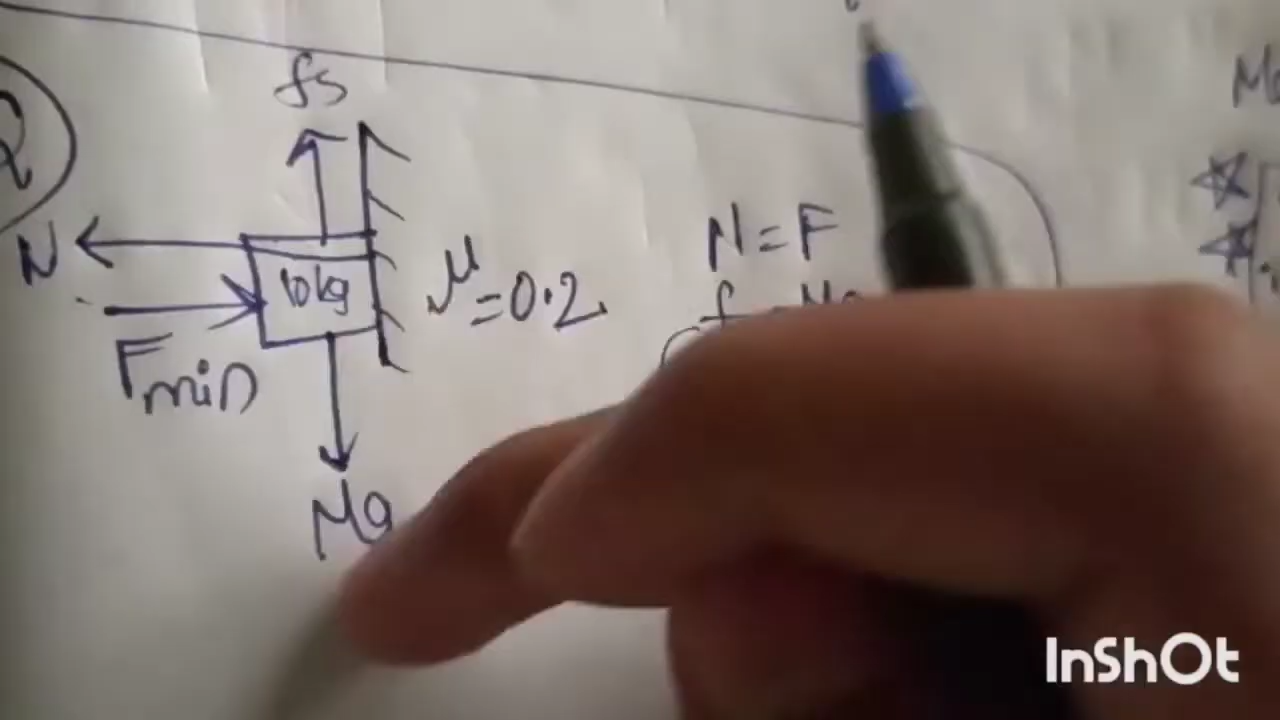 Q
fs
N
10kg
μ=0.2
Fmin
Mg
N=F
InShOt